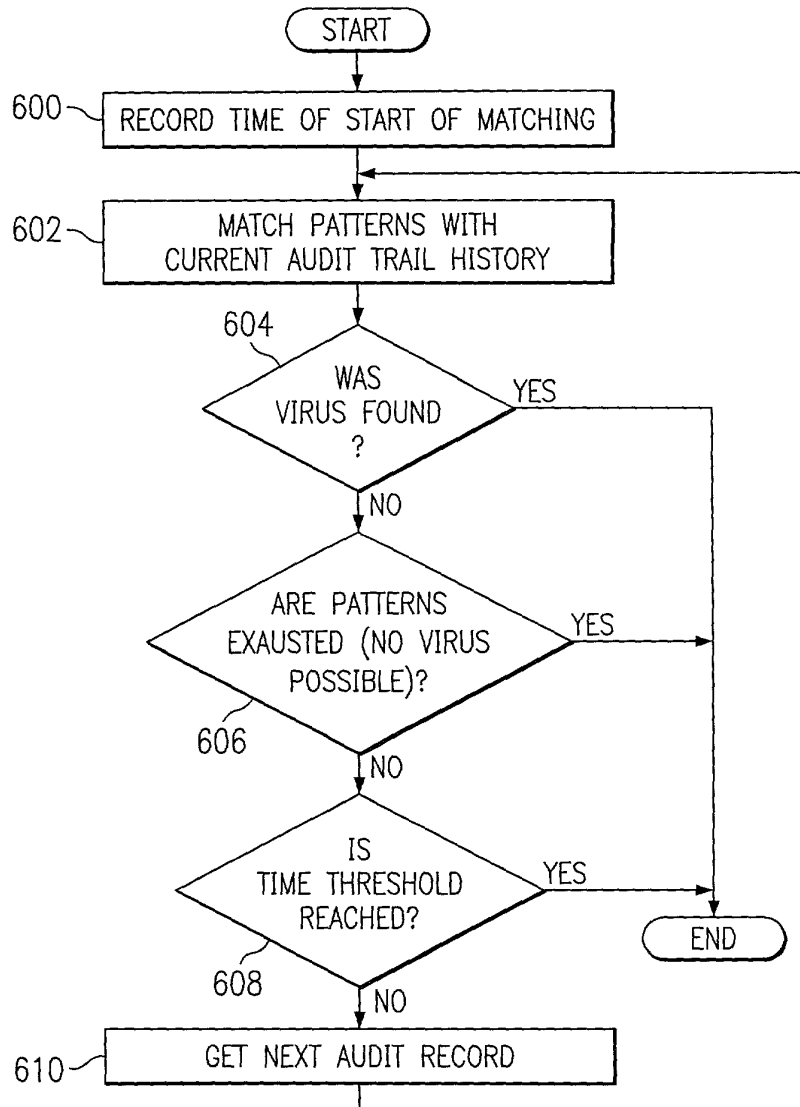 START
600
RECORD TIME OF START OF MATCHING
602
MATCH PATTERNS WITH
CURRENT AUDIT TRAIL HISTORY
604
WAS
VIRUS FOUND
?
YES
NO
ARE PATTERNS
EXAUSTED (NO VIRUS
POSSIBLE)?
YES
606
NO
IS
TIME THRESHOLD
REACHED?
YES
END
608
NO
610
GET NEXT AUDIT RECORD